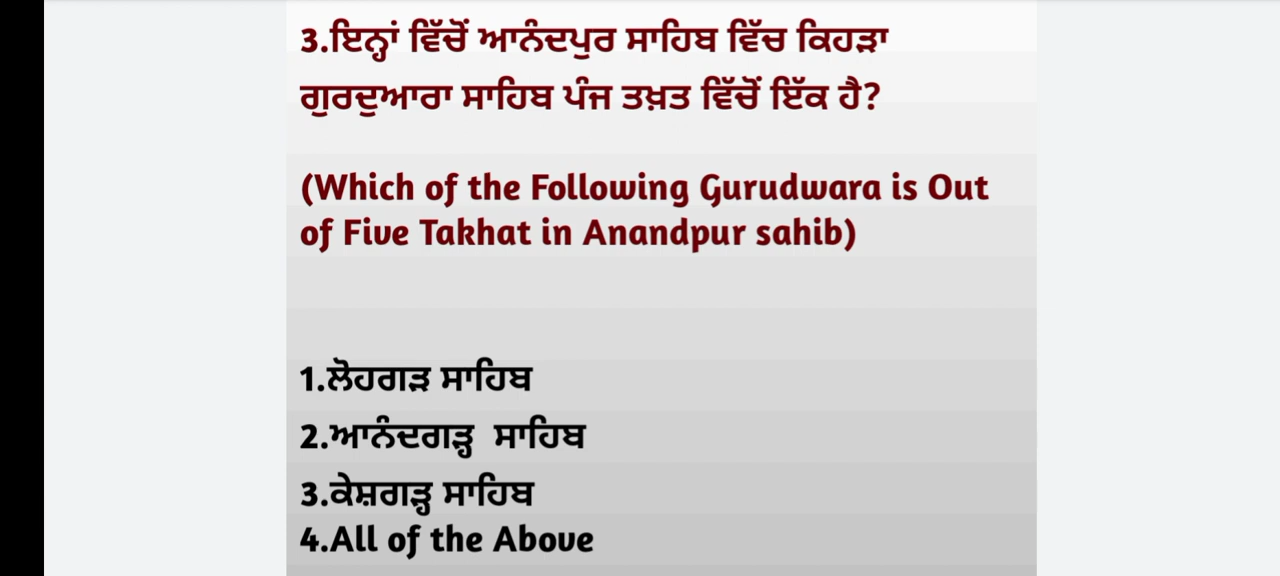 3.ਇਨ੍ਹਾਂ ਵਿੱਚੋਂ ਆਨੰਦਪੁਰ ਸਾਹਿਬ ਵਿੱਚ ਕਿਹੜਾ
ਗੁਰਦੁਆਰਾ ਸਾਹਿਬ ਪੰਜ ਤਖ਼ਤ ਵਿੱਚੋਂ ਇੱਕ ਹੈ?
(Which of the Following Gurudwara is Out
of Five Takhat in Anandpur sahib)
1.ਲੋਹਗੜ ਸਾਹਿਬ
2.ਆਨੰਦਗੜ੍ਹ ਸਾਹਿਬ
3.ਕੇਸ਼ਗੜ੍ਹ ਸਾਹਿਬ
4.All of the Above